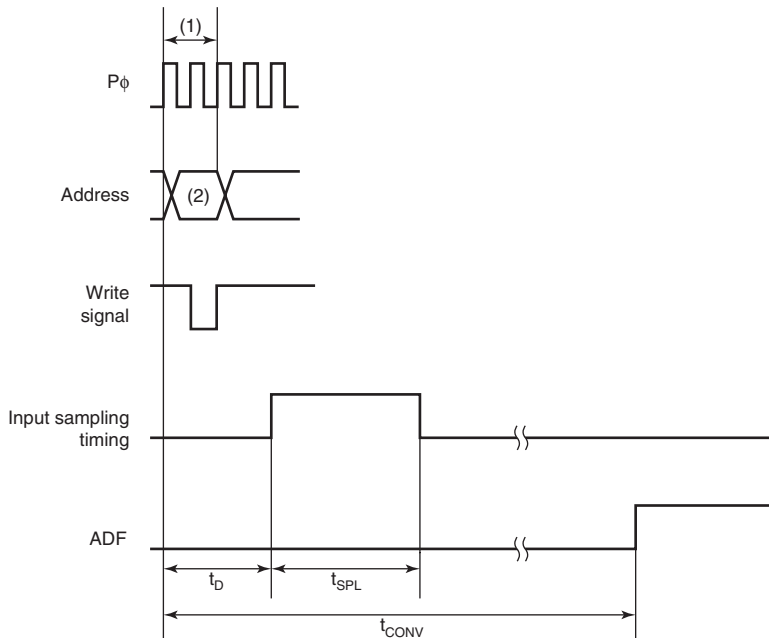 (1)
Pϕ
Address
(2)
Write
signal
Input sampling
timing
ADF
tD
tSPL
tCONV